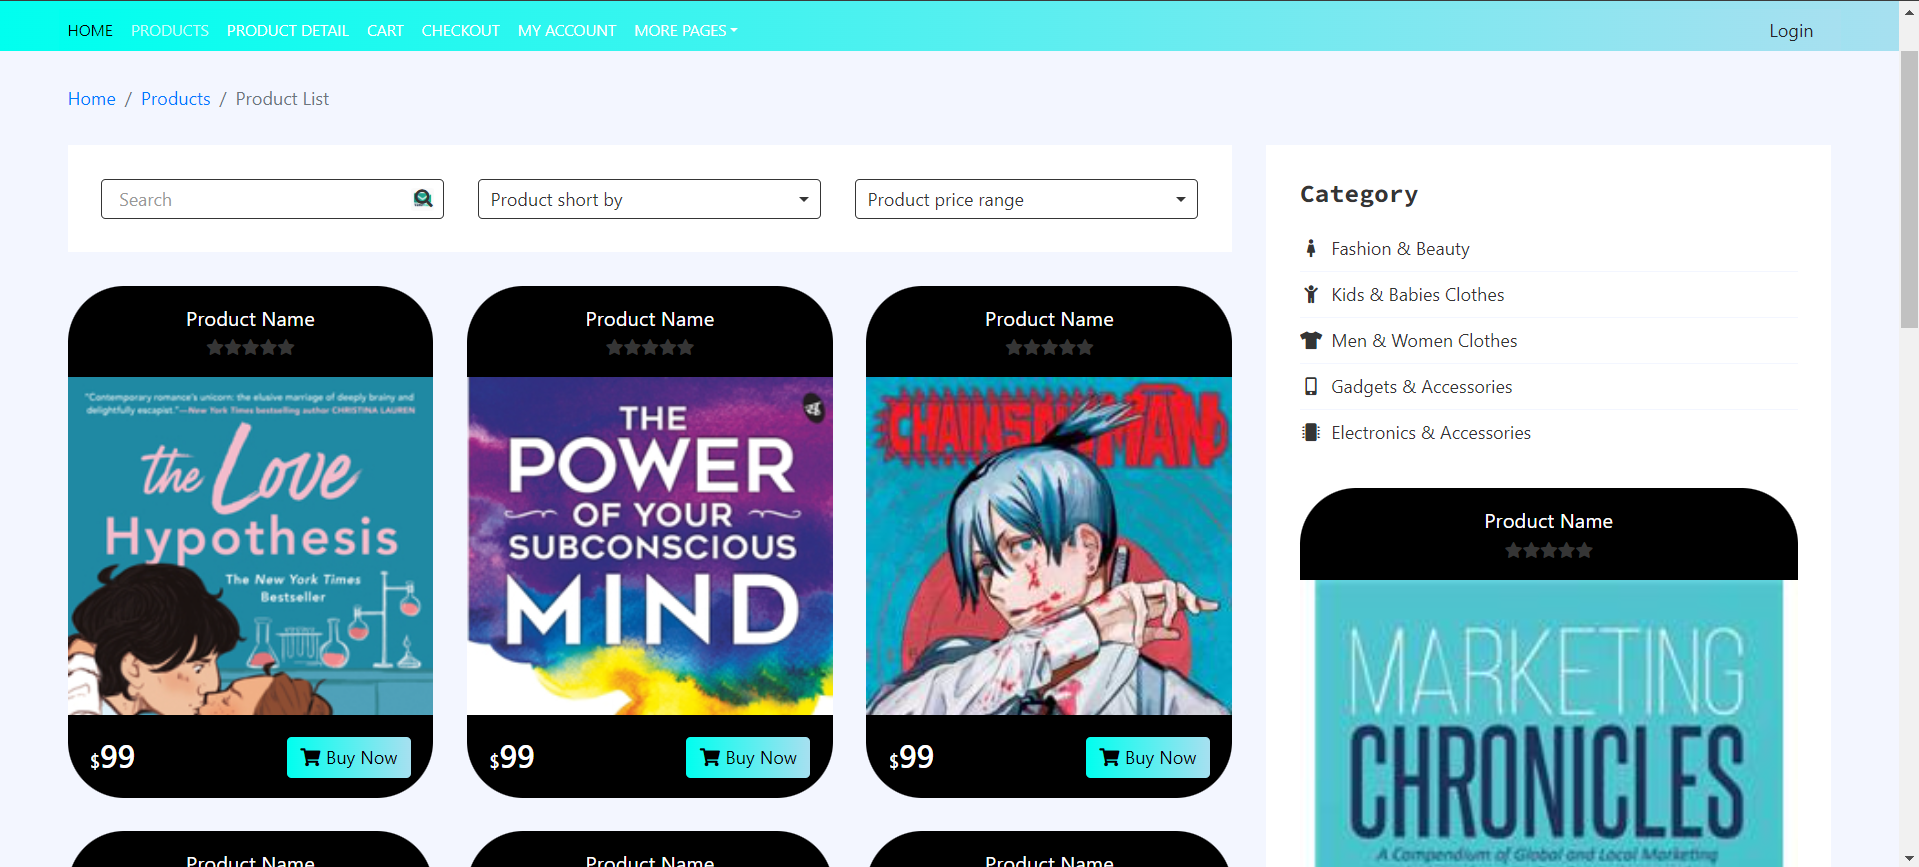 HOME PRODUCTS PRODUCT DETAIL CART CHECKOUT MY ACCOUNT MORE PAGES Login
Home / Products / Product List
Search
Product short by
Product price range
Product Name
"Contemporary romance's unicorn: the elusive marriage of deeply brainy and
delightfully escapist."—New York Times bestselling author CHRISTINA LAUREN
the Love
Hypothesis
The New York Times
Bestseller
$99
Buy Now
Product Name
THE
POWER
OF YOUR
SUBCONSCIOUS
MIND
$99
Buy Now
Product Name
CHAINSAW MAN
$99
Buy Now
Product Name
Product Name
Product Name
Category
Fashion & Beauty
Kids & Babies Clothes
Men & Women Clothes
Gadgets & Accessories
Electronics & Accessories
Product Name
MARKETING
CHRONICLES
A Compendium of Global and Local Marketing